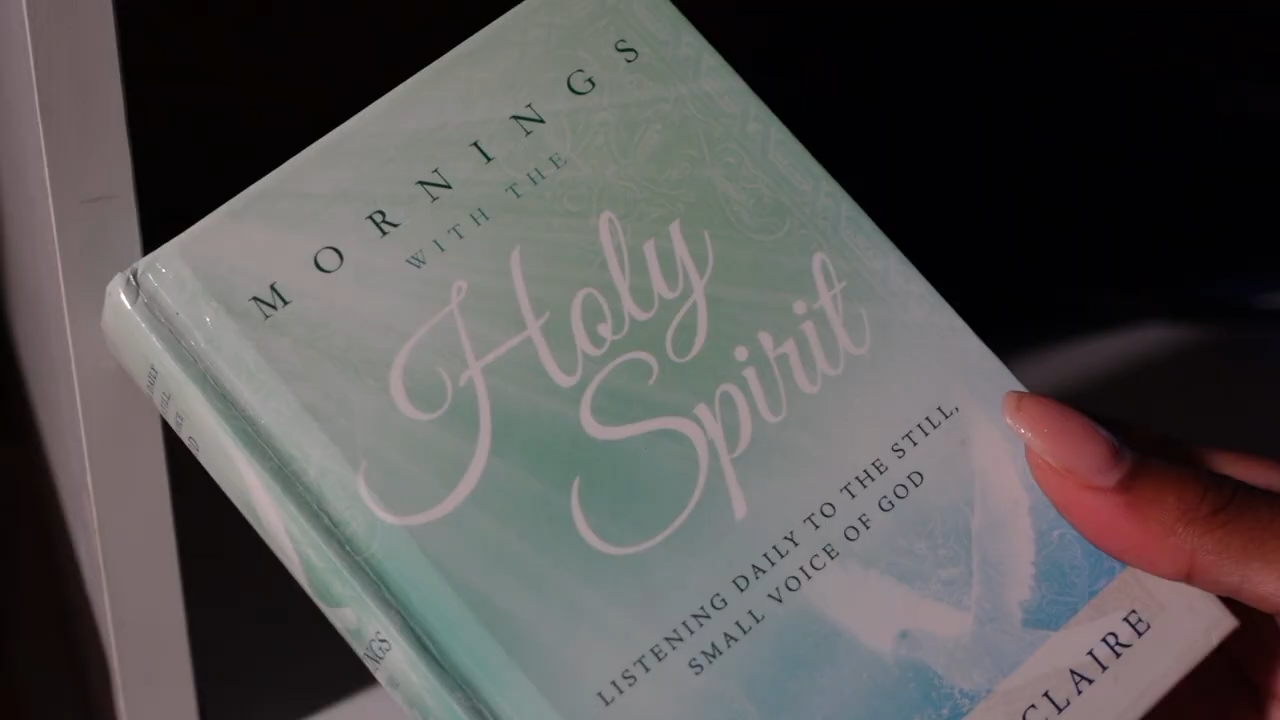 MORNINGS
WITH THE
Holy
Spirit
LISTENING DAILY TO THE STILL,
SMALL VOICE OF GOD
CLAIRE